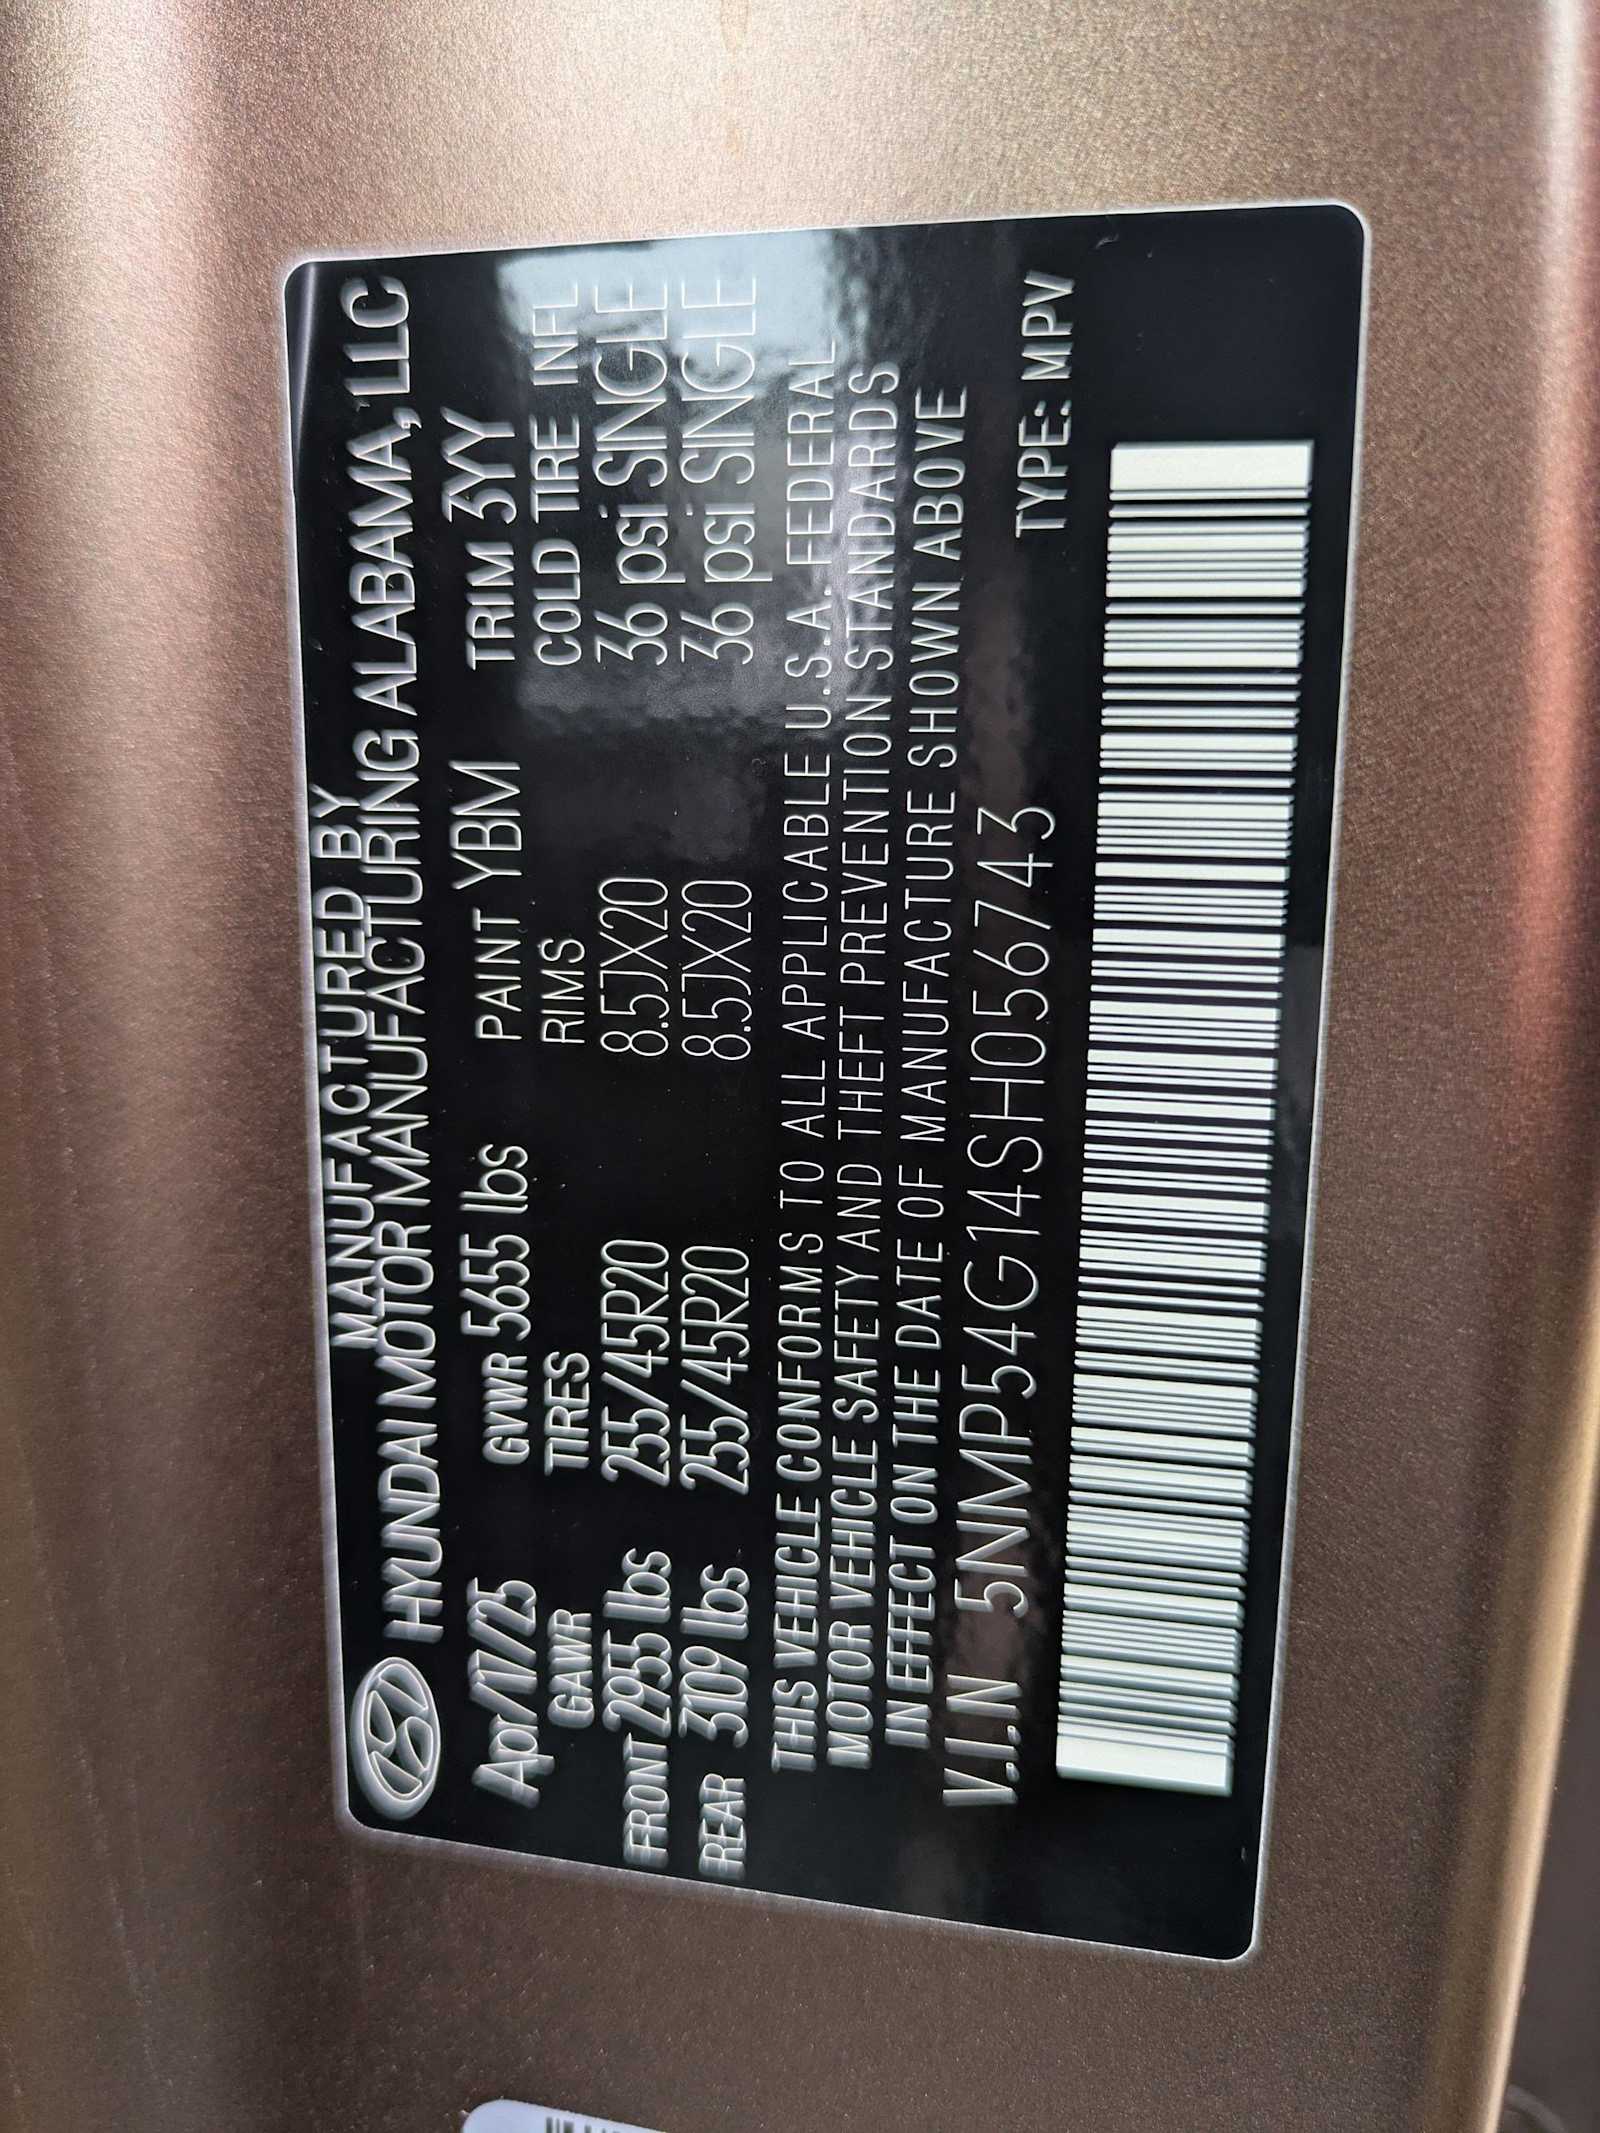 MANUFACTURED BY
HYUNDAI MOTOR MANUFACTURING ALABAMA, LLC
Apr/17/25 GVWR 5655 lbs PAINT YBM TRIM 3YY
GAWR TIRES RIMS COLD TIRE INFL
FRONT 2955 lbs 255/45R20 8.5JX20 36 psi SINGLE
REAR 3109 lbs 255/45R20 8.5JX20 36 psi SINGLE
THIS VEHICLE CONFORMS TO ALL APPLICABLE U.S.A. FEDERAL
MOTOR VEHICLE SAFETY AND THEFT PREVENTION STANDARDS
IN EFFECT ON THE DATE OF MANUFACTURE SHOWN ABOVE
V.I.N 5NMP54G14SH056743 TYPE: MPV